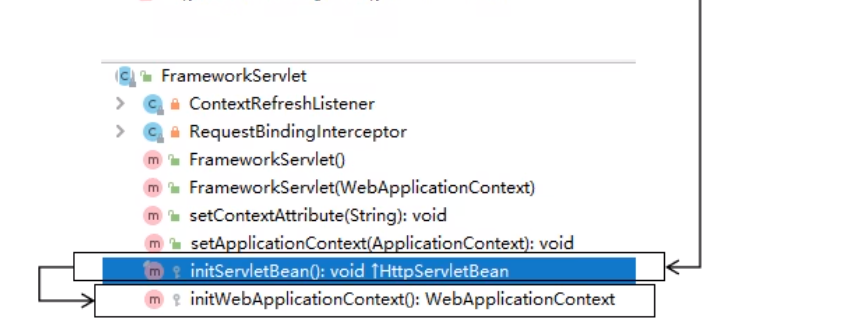 FrameworkServlet
ContextRefreshListener
RequestBindingInterceptor
FrameworkServlet()
FrameworkServlet(WebApplicationContext)
setContextAttribute(String): void
setApplicationContext(ApplicationContext): void
initServletBean(): void ↑HttpServletBean
initWebApplicationContext(): WebApplicationContext